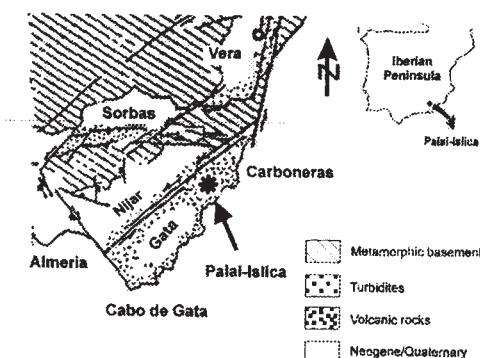 Vera
Sorbas
Nijar
Gata
Carboneras
Almeria
Palai-Islica
Cabo de Gata
N
Iberian
Peninsula
Palai-Islica
Metamorphic basement
Turbidites
Volcanic rocks
Neogene/Quaternary